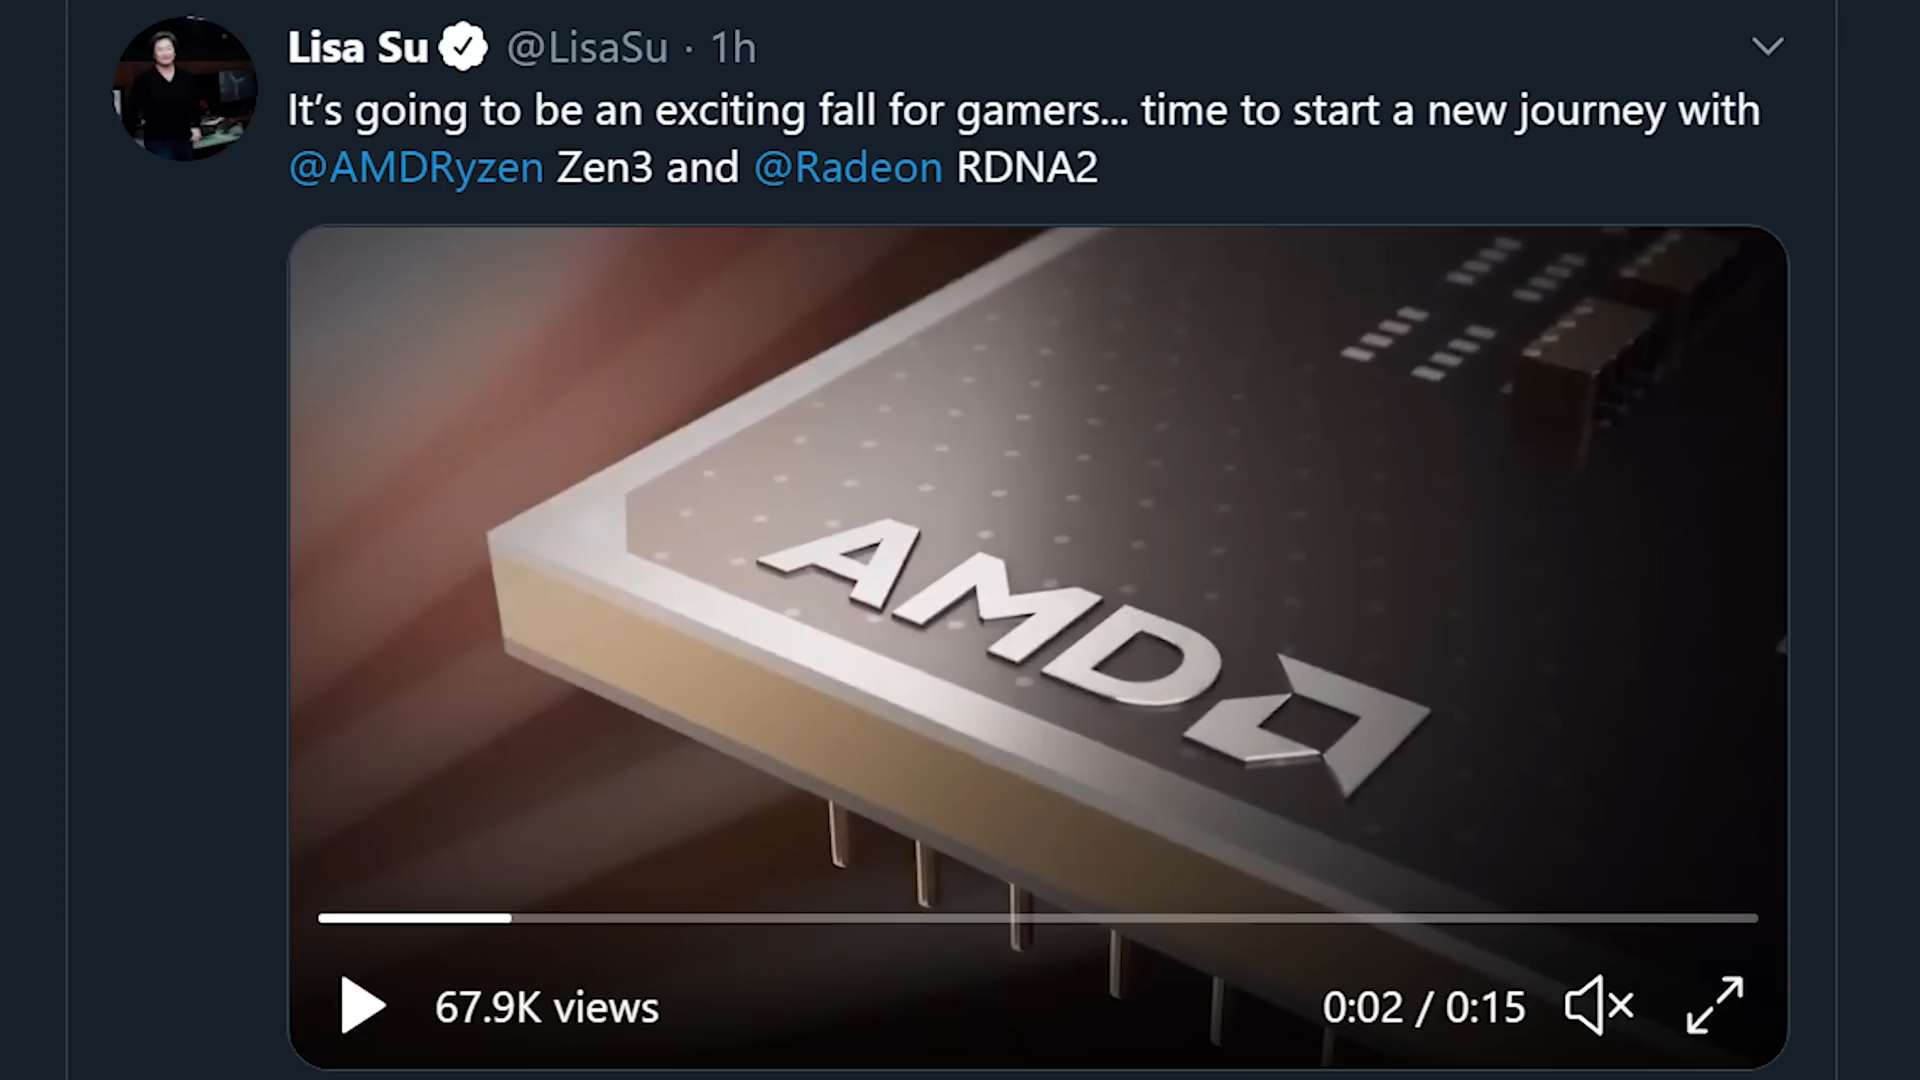 Lisa Su @LisaSu · 1h
It's going to be an exciting fall for gamers... time to start a new journey with
@AMDRyzen Zen3 and @Radeon RDNA2
AMD
67.9K views 0:02 / 0:15